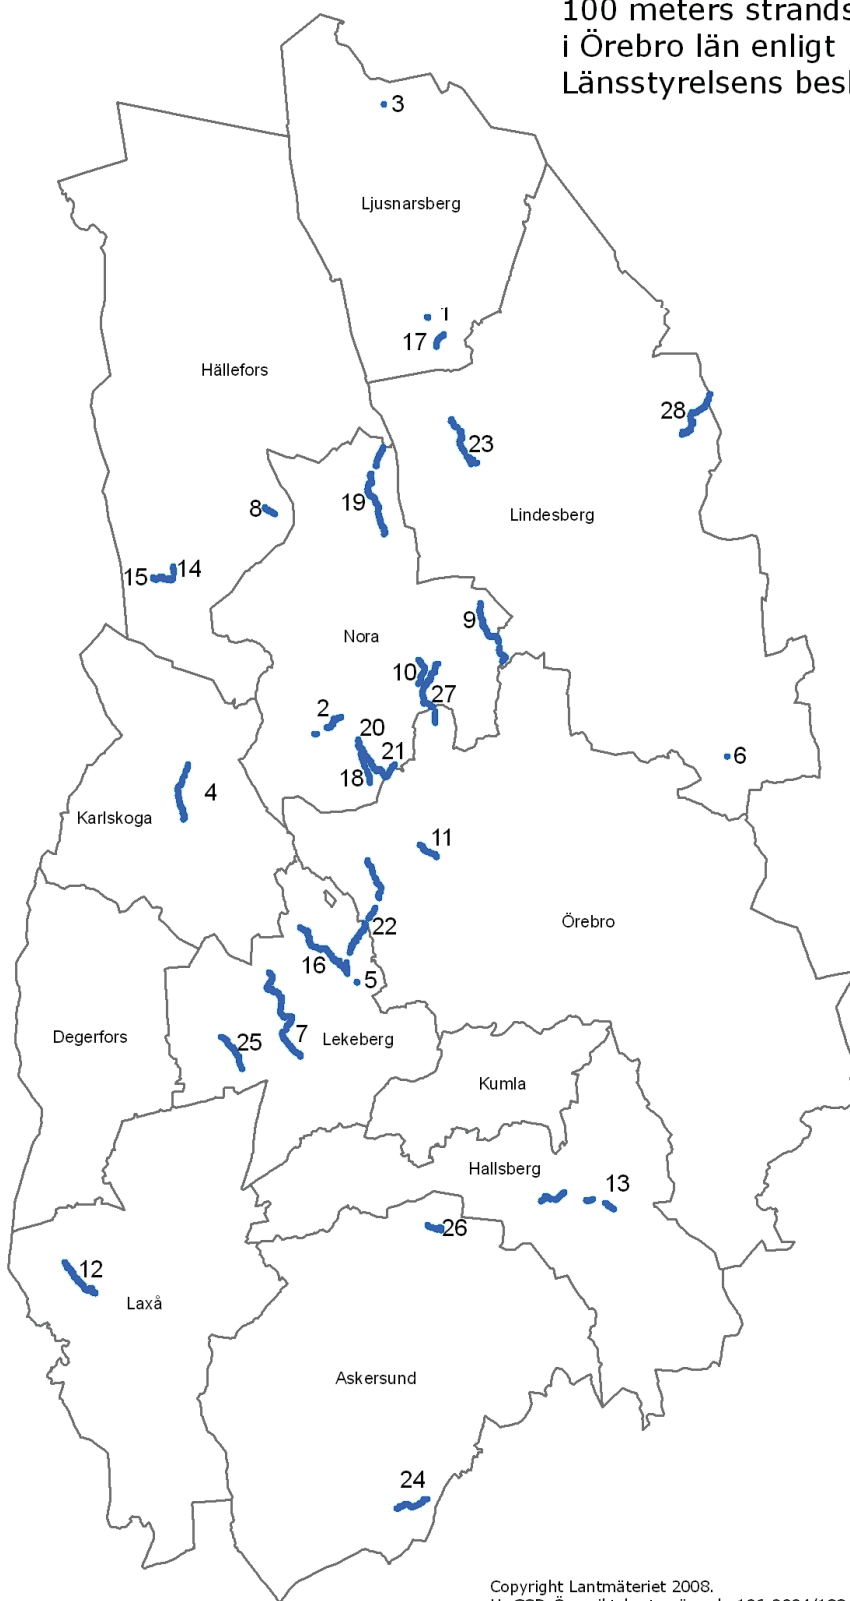 100 meters
i Örebro län enligt
Länsstyrelsens
3
Ljusnarsberg
1
17
Hällefors
28
23
19
8
Lindesberg
15 14
9
Nora
10
27
2
20
21
18
6
4
Karlskoga
11
Örebro
22
16
5
25 7
Degerfors
Lekeberg
Kumla
Hallsberg
13
26
12
Laxå
Askersund
24
Copyright Lantmäteriet 2008.